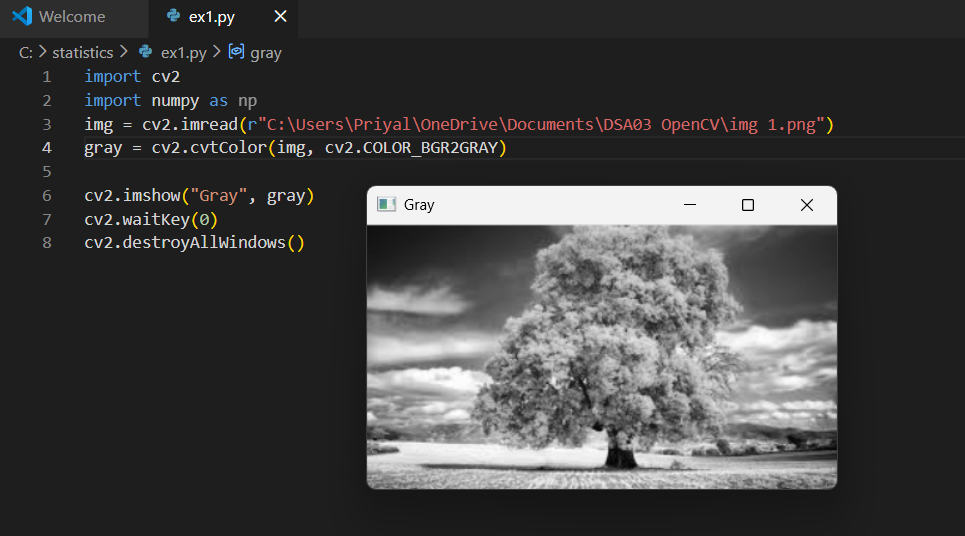 Welcome ex1.py
C: > statistics > ex1.py > gray
1 import cv2
2 import numpy as np
3 img = cv2.imread(r"C:\Users\Priyal\OneDrive\Documents\DSA03 OpenCV\img 1.png")
4 gray = cv2.cvtColor(img, cv2.COLOR_BGR2GRAY)
5
6 cv2.imshow("Gray", gray)
7 cv2.waitKey(0)
8 cv2.destroyAllWindows()
Gray